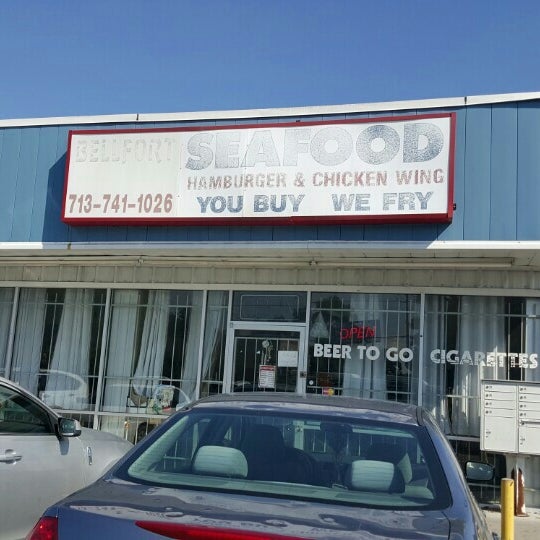 BELLFORT SEAFOOD
HAMBURGER & CHICKEN WING
713-741-1026 YOU BUY WE FRY
OPEN
BEER TO GO CIGARETTES